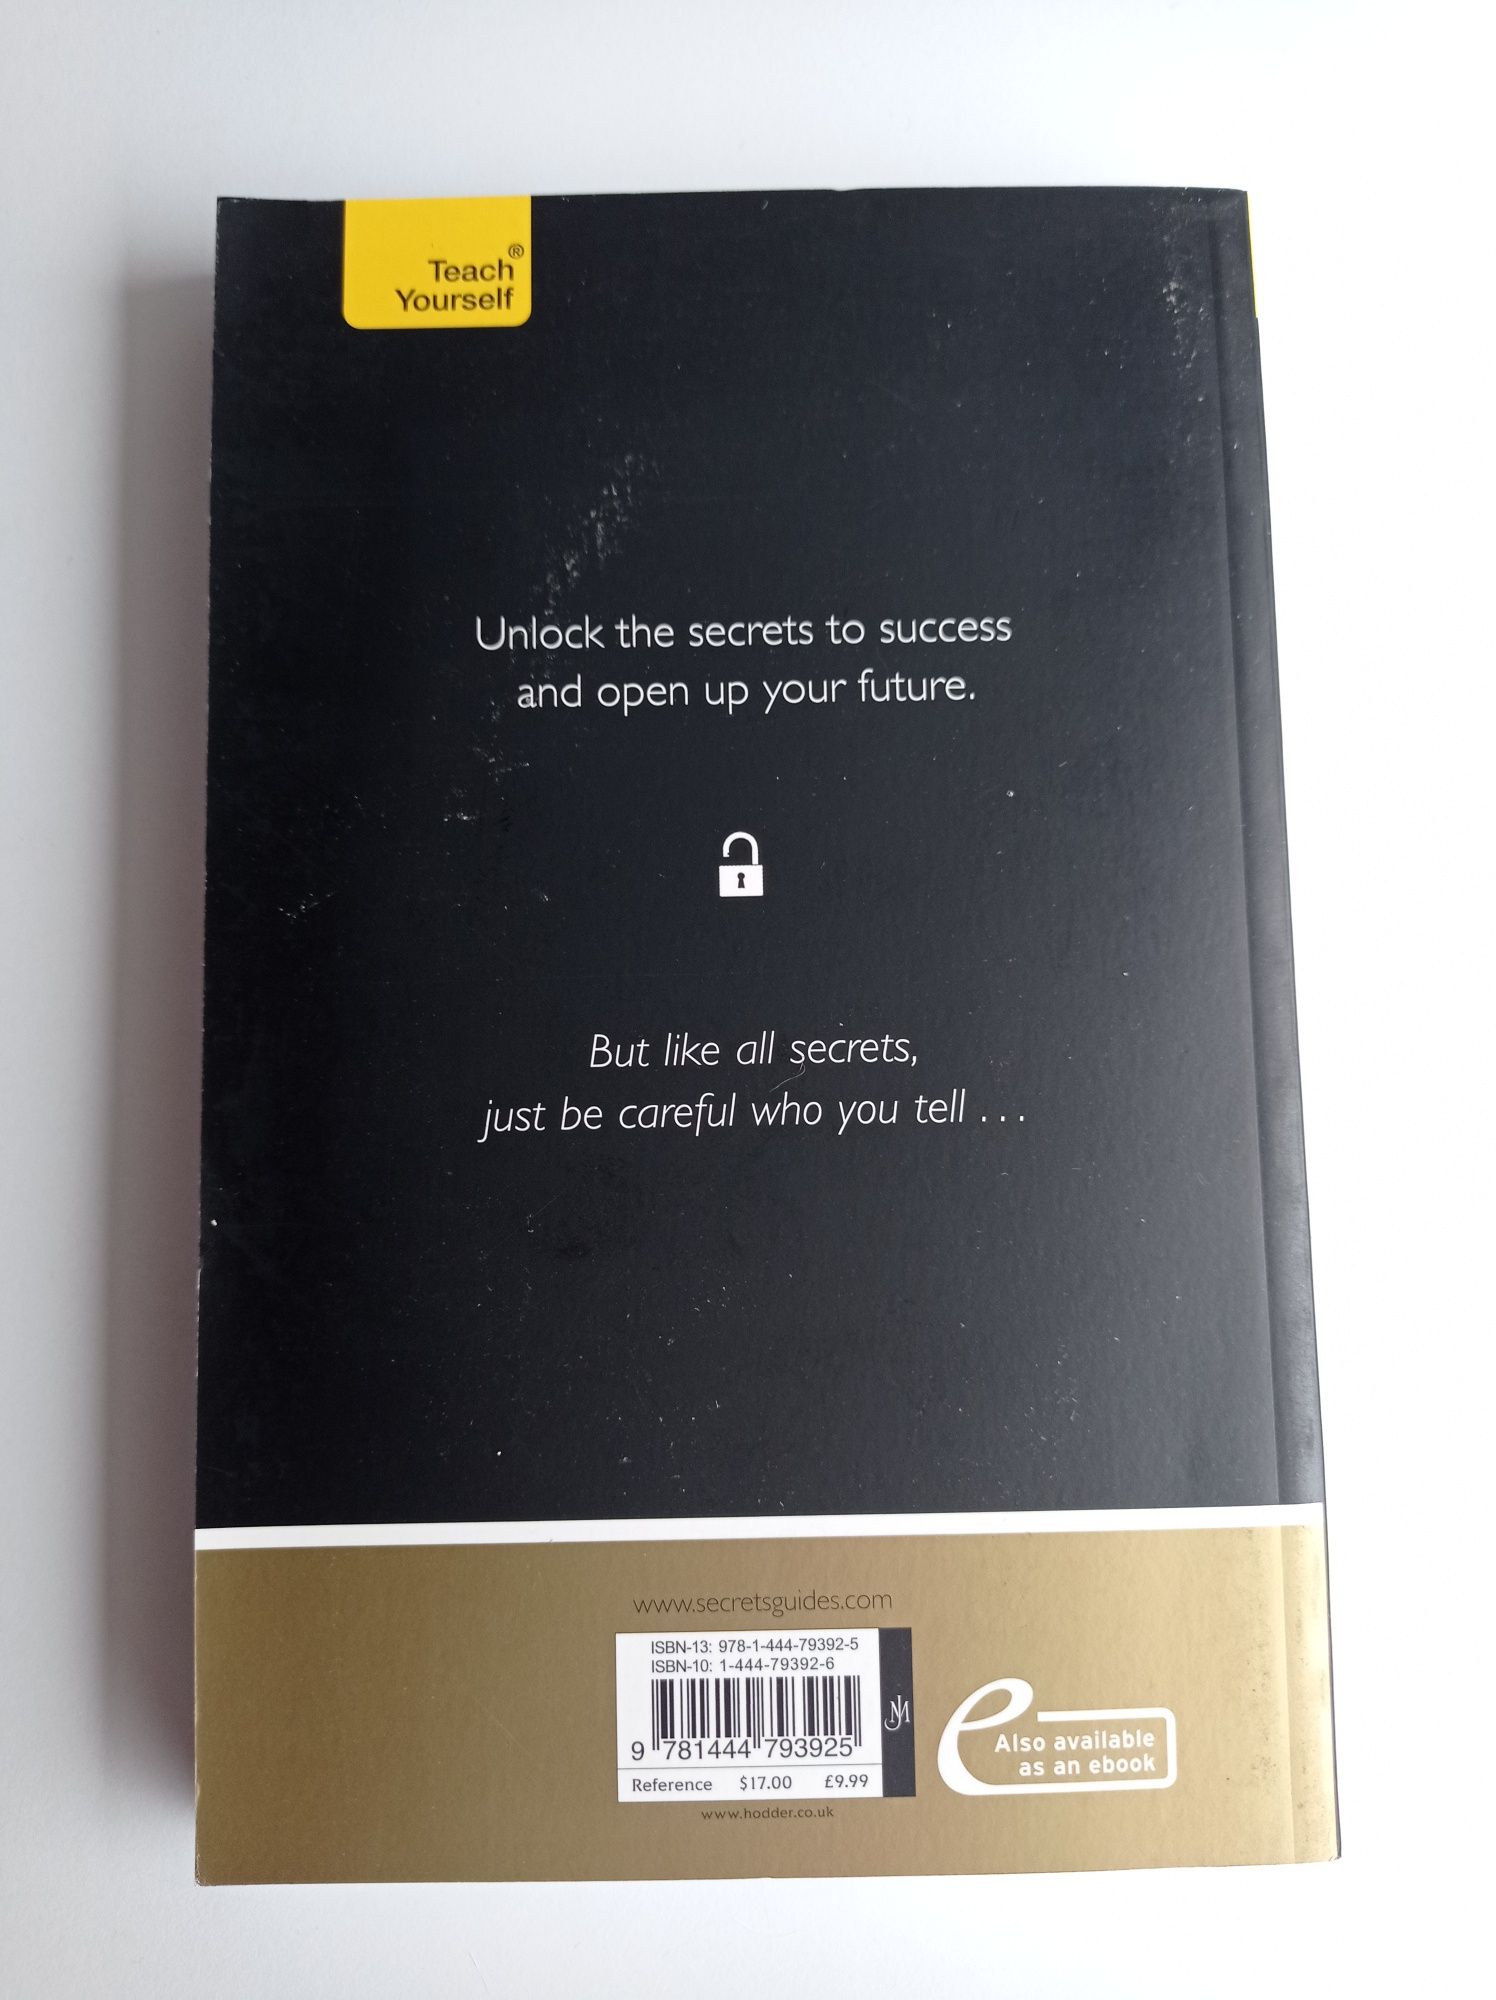 Teach®
Yourself
Unlock the secrets to success
and open up your future.
But like all secrets,
just be careful who you tell . . .
www.secretsguides.com
ISBN-13: 978-1-444-79392-5
ISBN-10: 1-444-79392-6
9 781444 793925
JM
Reference $17.00 £9.99
www.hodder.co.uk
e
Also available
as an ebook